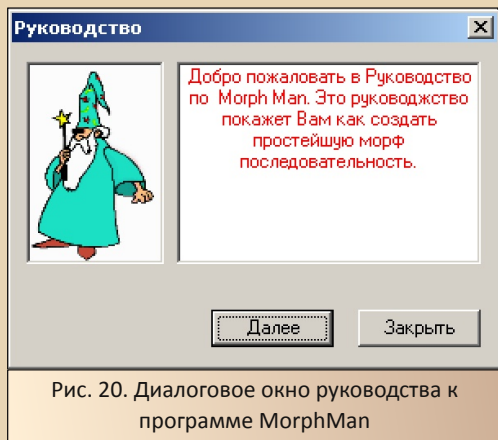 Руководство
Добро пожаловать в Руководство
по Morph Man. Это руководжство
покажет Вам как создать
простейшую морф
последовательность.
Далее
Закрыть
Рис. 20. Диалоговое окно руководства к
программе MorphMan